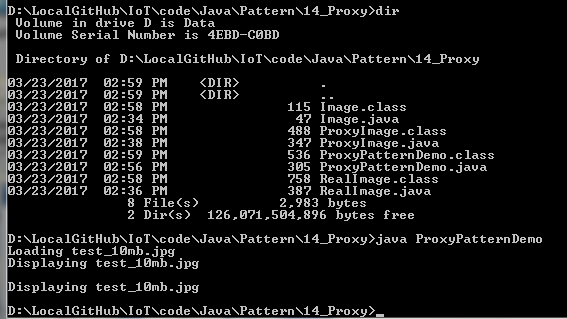 D:\LocalGitHub\IoT\code\Java\Pattern\14_Proxy>dir
Volume in drive D is Data
Volume Serial Number is 4EBD-C0BD
Directory of D:\LocalGitHub\IoT\code\Java\Pattern\14_Proxy
03/23/2017 02:59 PM <DIR> .
03/23/2017 02:59 PM <DIR> ..
03/23/2017 02:58 PM 115 Image.class
03/23/2017 02:34 PM 47 Image.java
03/23/2017 02:58 PM 488 ProxyImage.class
03/23/2017 02:38 PM 347 ProxyImage.java
03/23/2017 02:59 PM 536 ProxyPatternDemo.class
03/23/2017 02:56 PM 305 ProxyPatternDemo.java
03/23/2017 02:58 PM 758 RealImage.class
03/23/2017 02:36 PM 387 RealImage.java
8 File(s) 2,983 bytes
2 Dir(s) 126,071,504,896 bytes free
D:\LocalGitHub\IoT\code\Java\Pattern\14_Proxy>java ProxyPatternDemo
Loading test_10mb.jpg
Displaying test_10mb.jpg
Displaying test_10mb.jpg
D:\LocalGitHub\IoT\code\Java\Pattern\14_Proxy>_